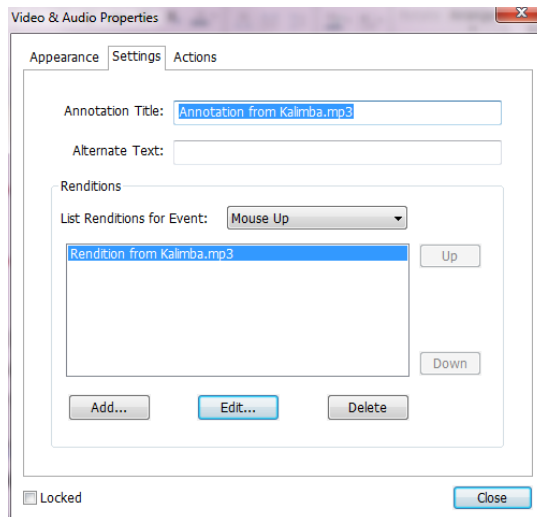 Video & Audio Properties
Appearance Settings Actions
Annotation Title: Annotation from Kalimba.mp3
Alternate Text:
Renditions
List Renditions for Event: Mouse Up
Rendition from Kalimba.mp3
Up
Down
Add... Edit... Delete
Locked
Close